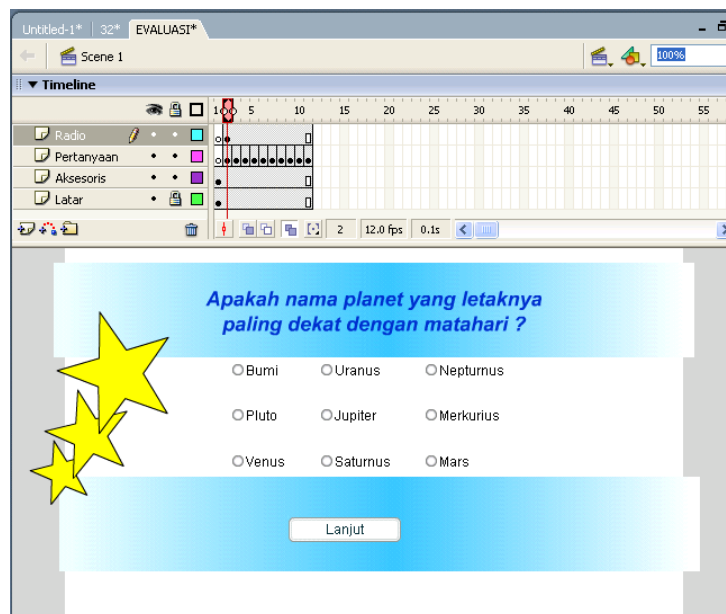 Untitled-1* 32* EVALUASI*
Scene 1 100%
Timeline
1 5 10 15 20 25 30 35 40 45 50 55
Radio
Pertanyaan
Aksesoris
Latar
2 12.0 fps 0.1s
Apakah nama planet yang letaknya
paling dekat dengan matahari ?
Bumi Uranus Nepturnus
Pluto Jupiter Merkurius
Venus Saturnus Mars
Lanjut